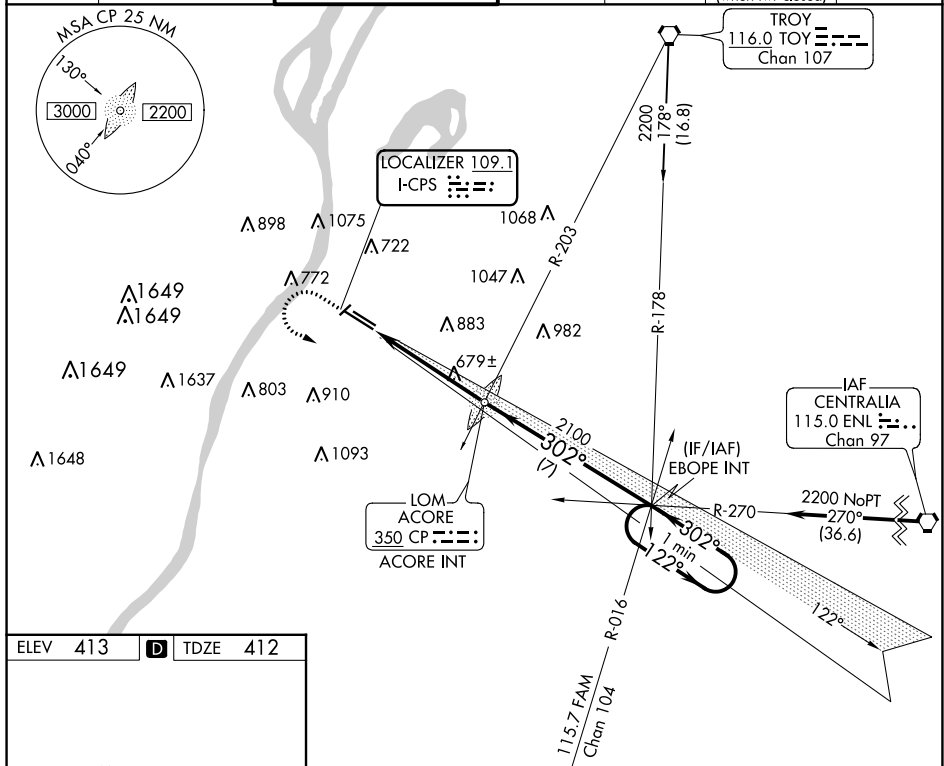 MSA CP 25 NM
130°
3000
2200
040°
TROY
116.0 TOY
Chan 107
2200
178°
(16.8)
LOCALIZER 109.1
I-CPS
898
1075
722
1068
R-203
772
1047
1649
1649
883
982
R-178
679±
1649
1637
803
910
IAF
CENTRALIA
115.0 ENL
Chan 97
2100
302°
(7)
(IF/IAF)
EBOPE INT
1648
1093
2200 NoPT
270°
(36.6)
R-270
LOM
ACORE
350 CP
ACORE INT
302°
1 min
122°
122°
R-016
115.7 FAM
Chan 104
ELEV 413 D TDZE 412